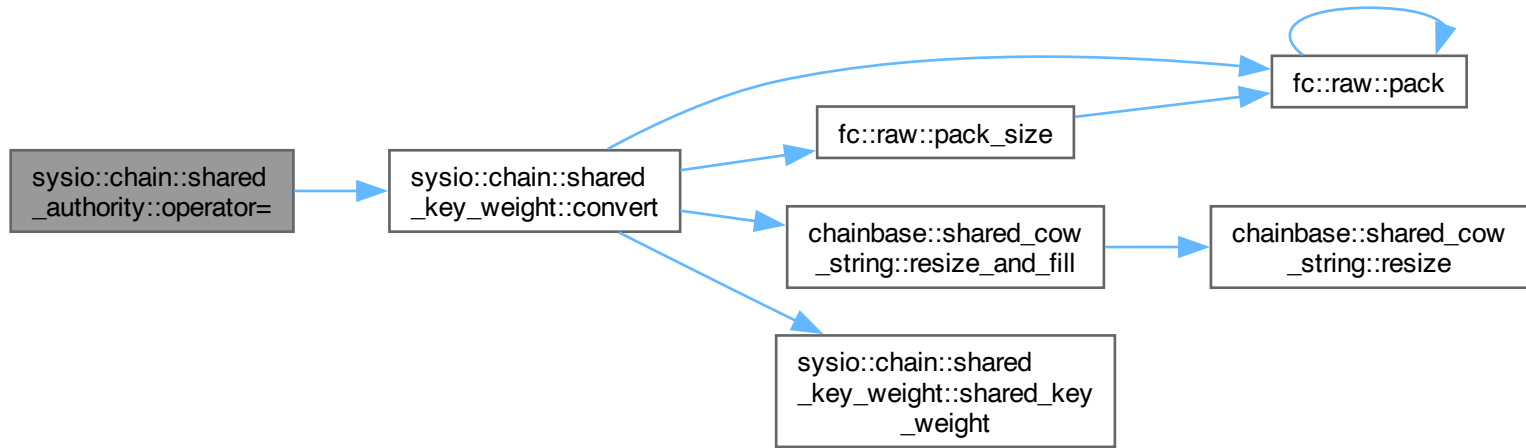 sysio::chain::shared
_authority::operator=
sysio::chain::shared
_key_weight::convert
fc::raw::pack
fc::raw::pack_size
chainbase::shared_cow
_string::resize_and_fill
chainbase::shared_cow
_string::resize
sysio::chain::shared
_key_weight::shared_key
_weight